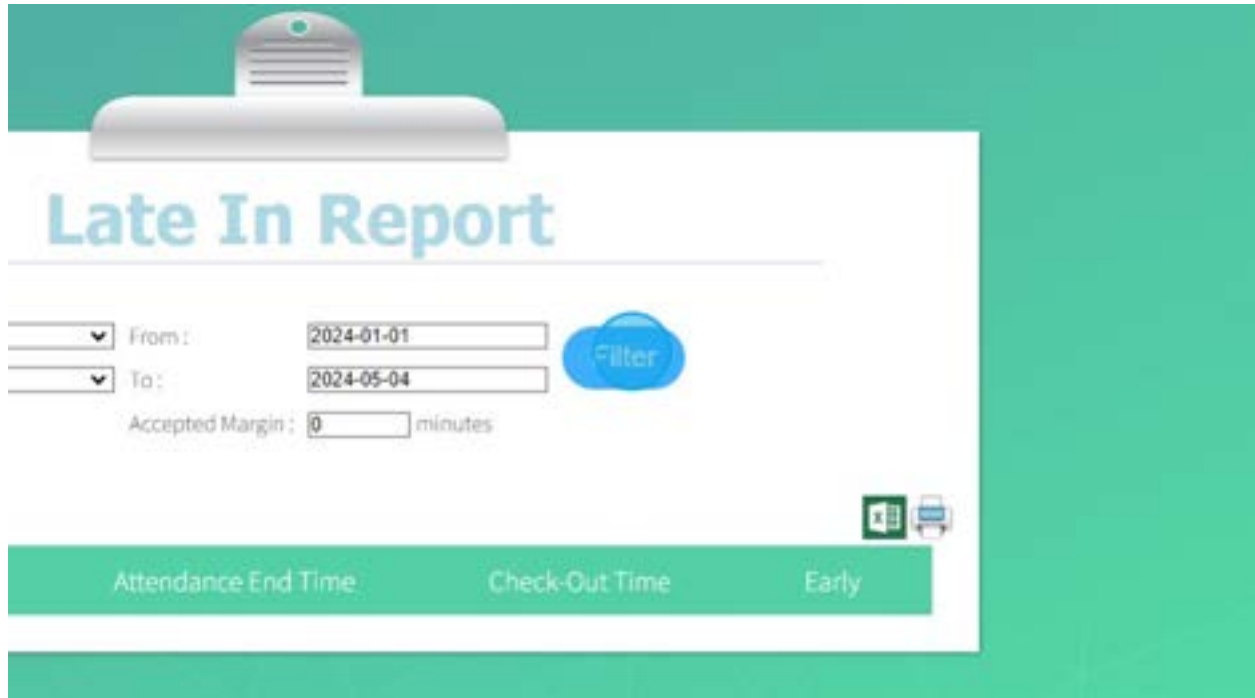 Late In Report
From :
2024-01-01
Filter
To :
2024-05-04
Accepted Margin : 0 minutes
Attendance End Time Check-Out Time Early